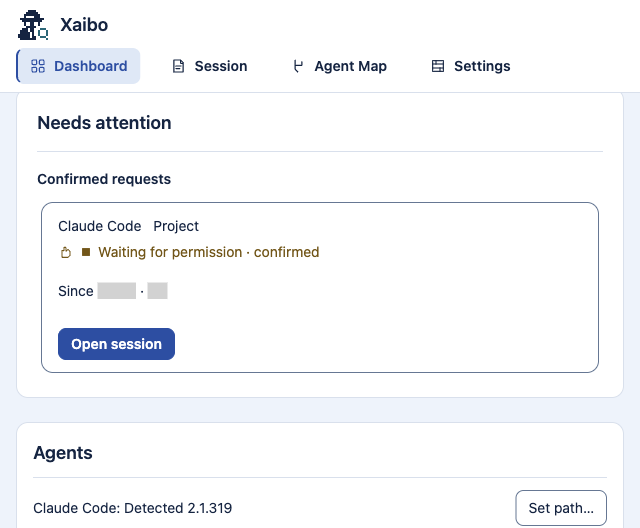 Xaibo
Dashboard Session Agent Map Settings
Needs attention
Confirmed requests
Claude Code Project
Waiting for permission · confirmed
Since ·
Open session
Agents
Claude Code: Detected 2.1.319 Set path...